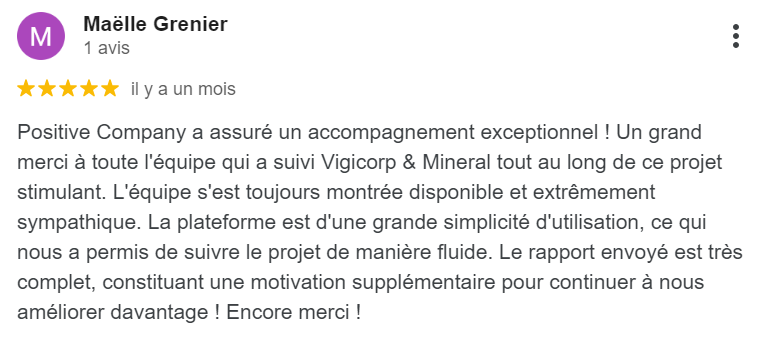 M
Maëlle Grenier
1 avis
il y a un mois
Positive Company a assuré un accompagnement exceptionnel ! Un grand
merci à toute l'équipe qui a suivi Vigicorp & Mineral tout au long de ce projet
stimulant. L'équipe s'est toujours montrée disponible et extrêmement
sympathique. La plateforme est d'une grande simplicité d'utilisation, ce qui
nous a permis de suivre le projet de manière fluide. Le rapport envoyé est très
complet, constituant une motivation supplémentaire pour continuer à nous
améliorer davantage ! Encore merci !